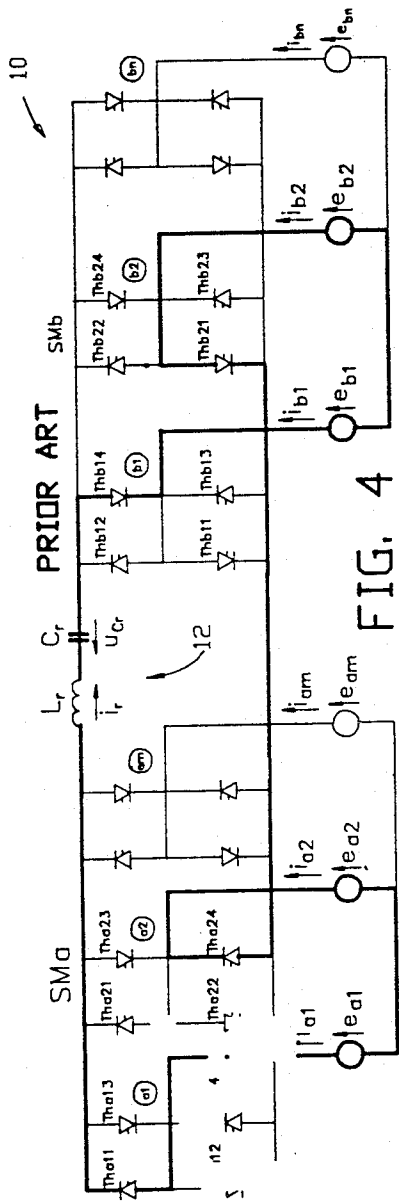 10
PRIOR ART
SMa
SMb
Lr
Cr
ir
uCr
12
Tha11
Tha13
a1
Tha21
Tha23
a2
am
Thb12
Thb14
b1
Thb22
Thb24
b2
bn
12
4
Tha22
Tha24
Thb11
Thb13
Thb21
Thb23
ia2
iam
ib1
ib2
ibn
ea1
ea2
eam
eb1
eb2
ebn
FIG. 4